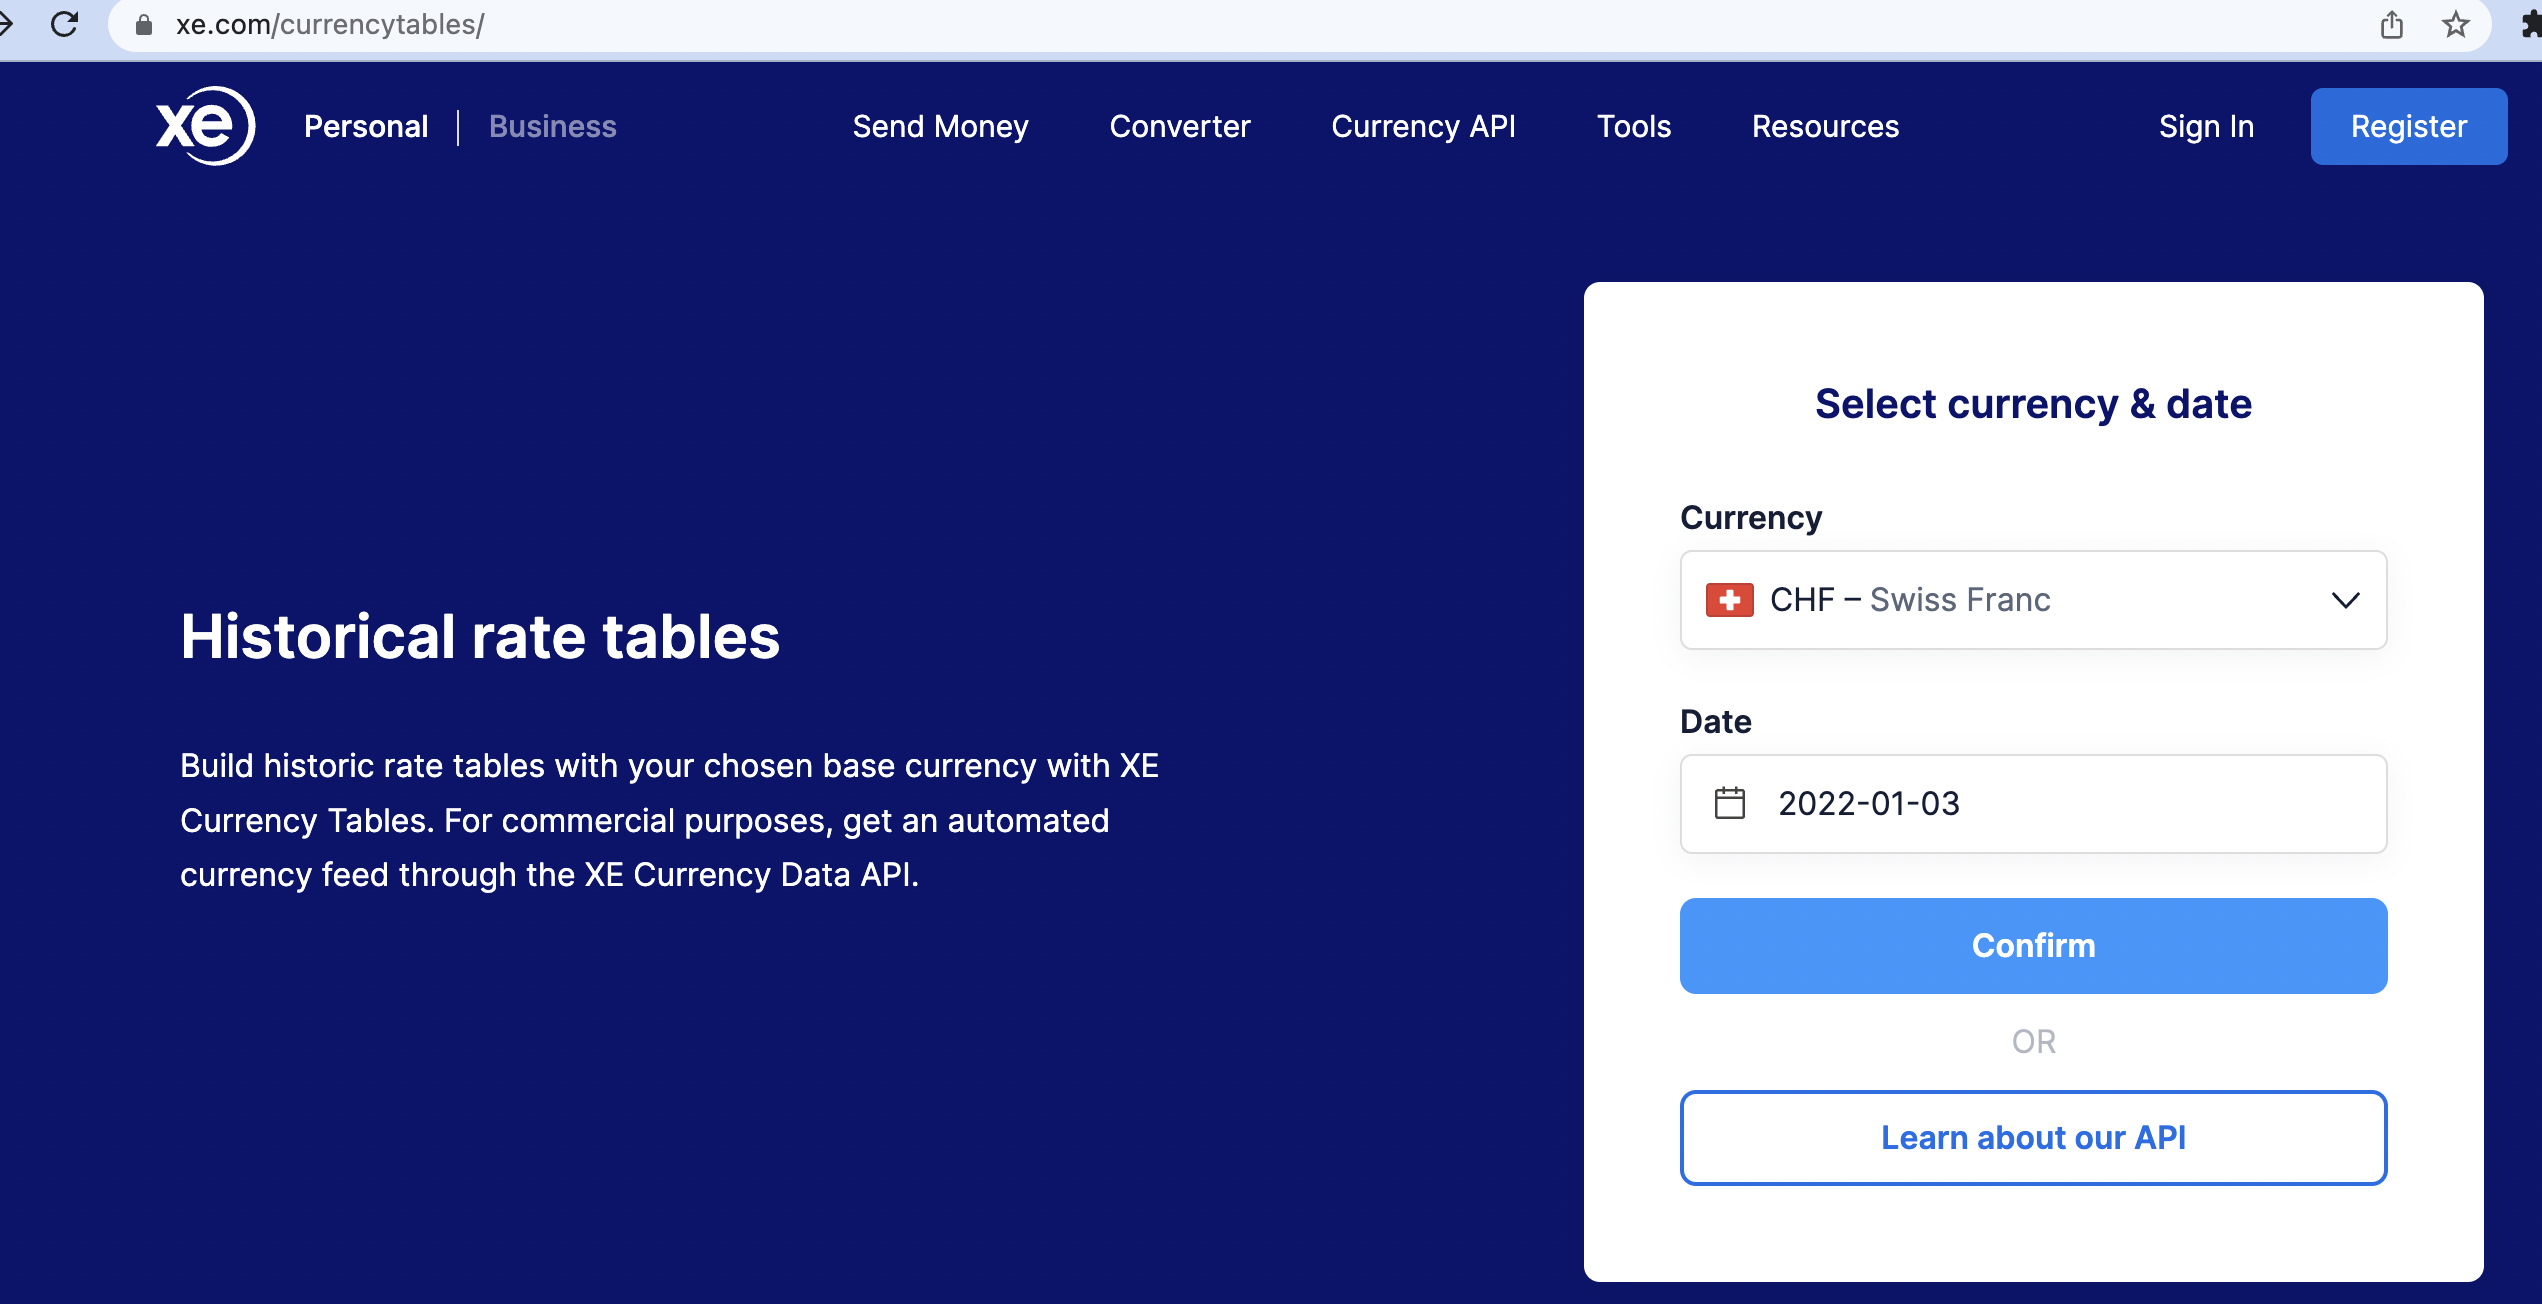 xe.com/currencytables/
xe Personal Business Send Money Converter Currency API Tools Resources Sign In Register
Historical rate tables
Build historic rate tables with your chosen base currency with XE
Currency Tables. For commercial purposes, get an automated
currency feed through the XE Currency Data API.
Select currency & date
Currency
CHF – Swiss Franc
Date
2022-01-03
Confirm
OR
Learn about our API